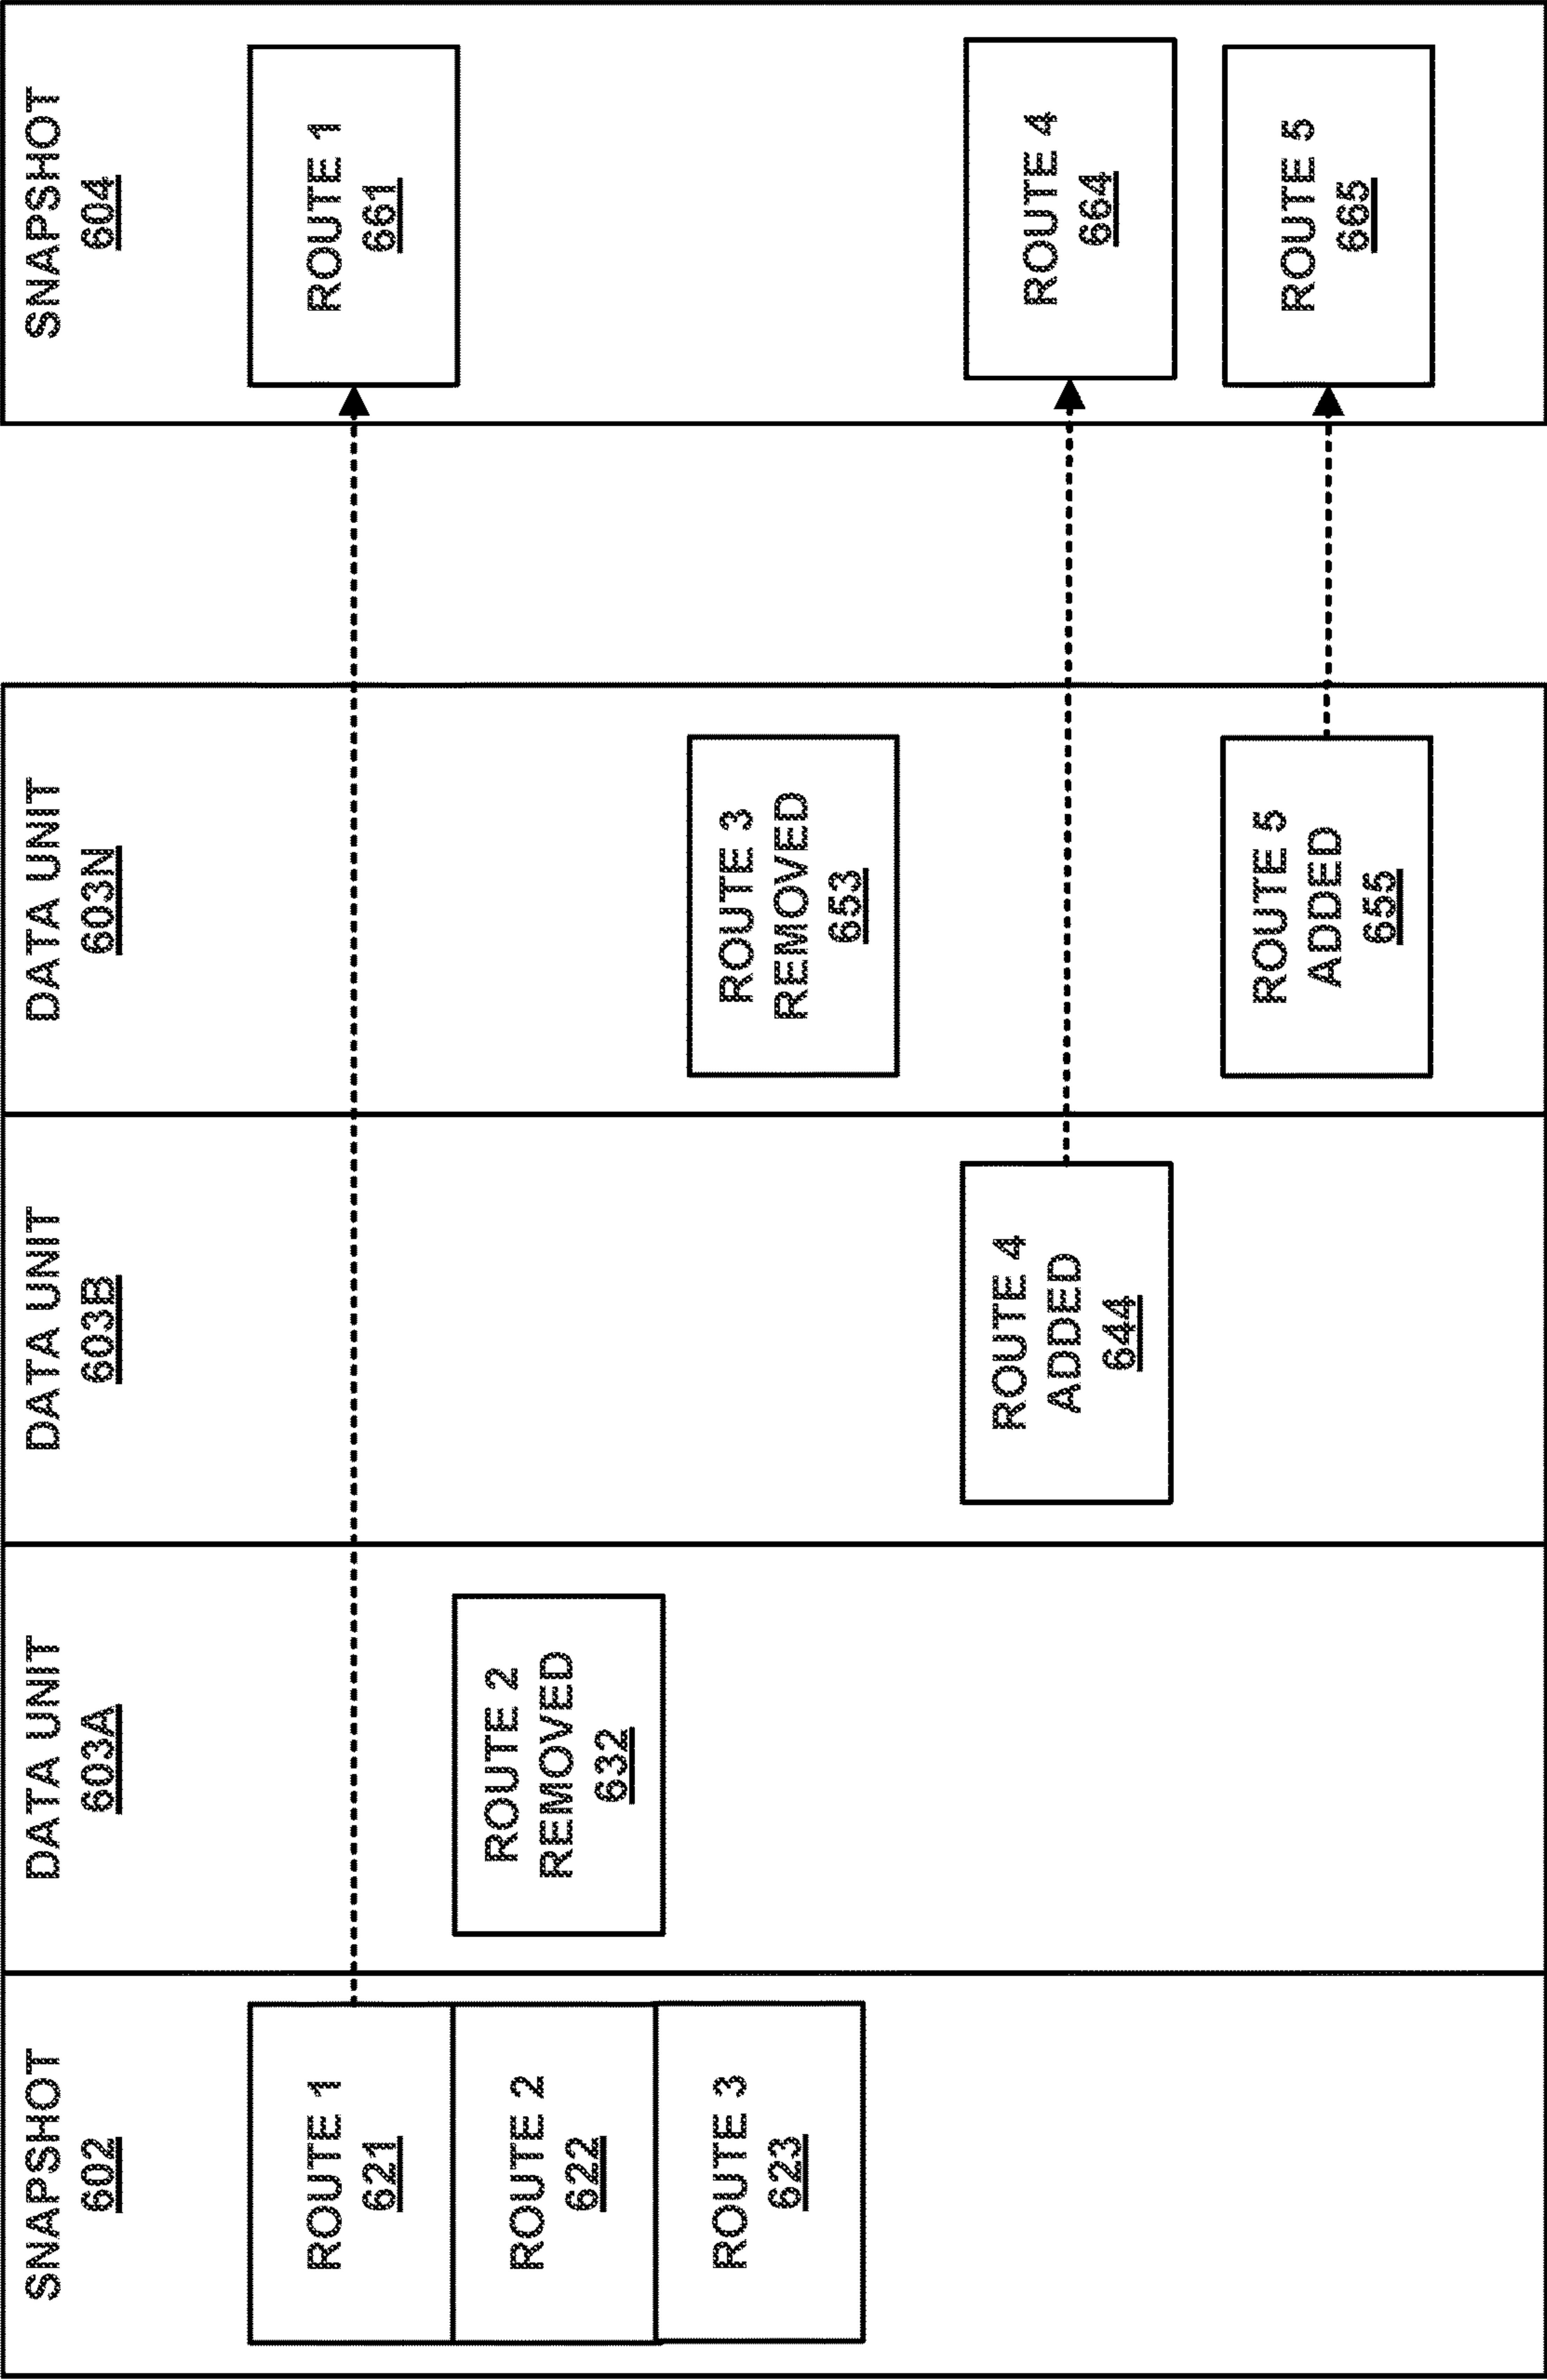 SNAPSHOT
602
ROUTE 1
621
ROUTE 2
622
ROUTE 3
623
DATA UNIT
603A
ROUTE 2
REMOVED
632
DATA UNIT
603B
ROUTE 4
ADDED
644
DATA UNIT
603N
ROUTE 3
REMOVED
653
ROUTE 5
ADDED
655
SNAPSHOT
604
ROUTE 1
661
ROUTE 4
664
ROUTE 5
665